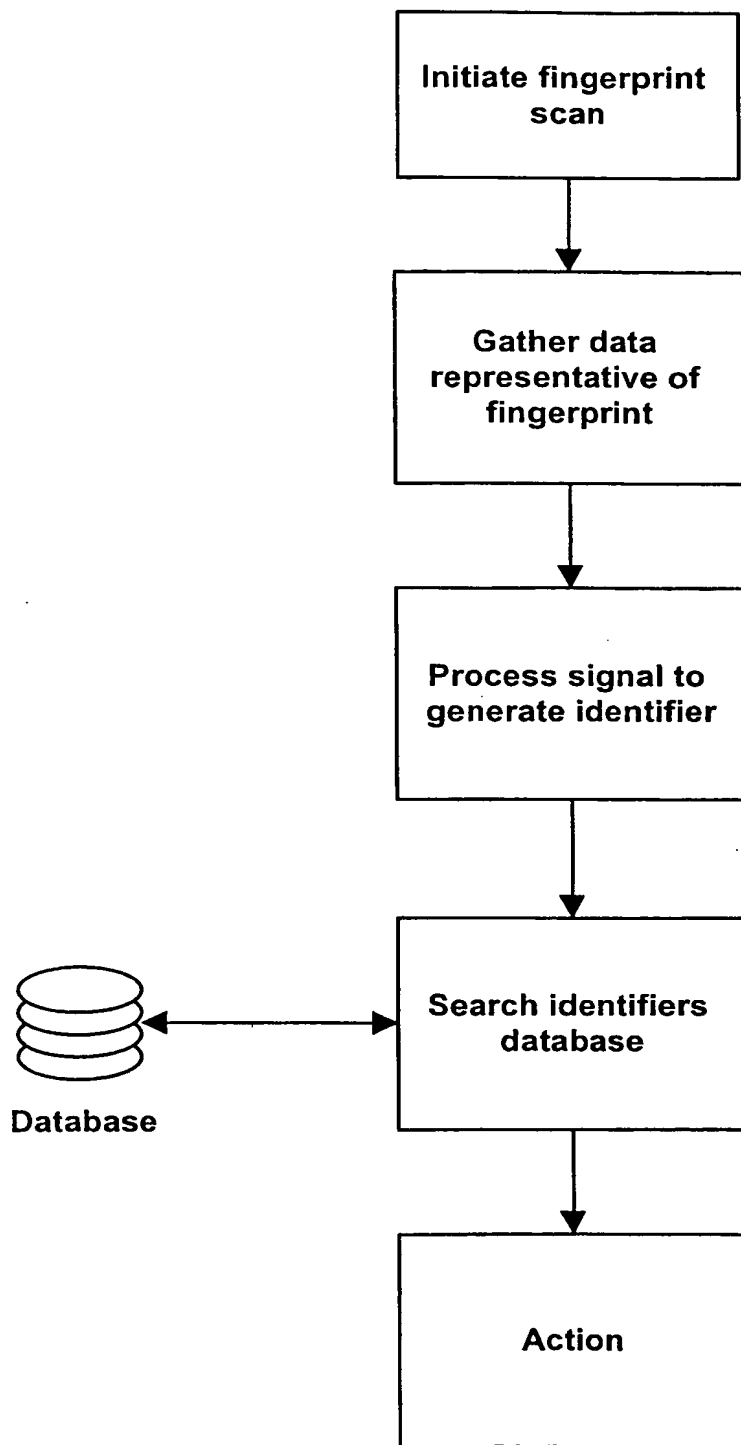 Initiate fingerprint
scan
Gather data
representative of
fingerprint
Process signal to
generate identifier
Search identifiers
database
Database
Action